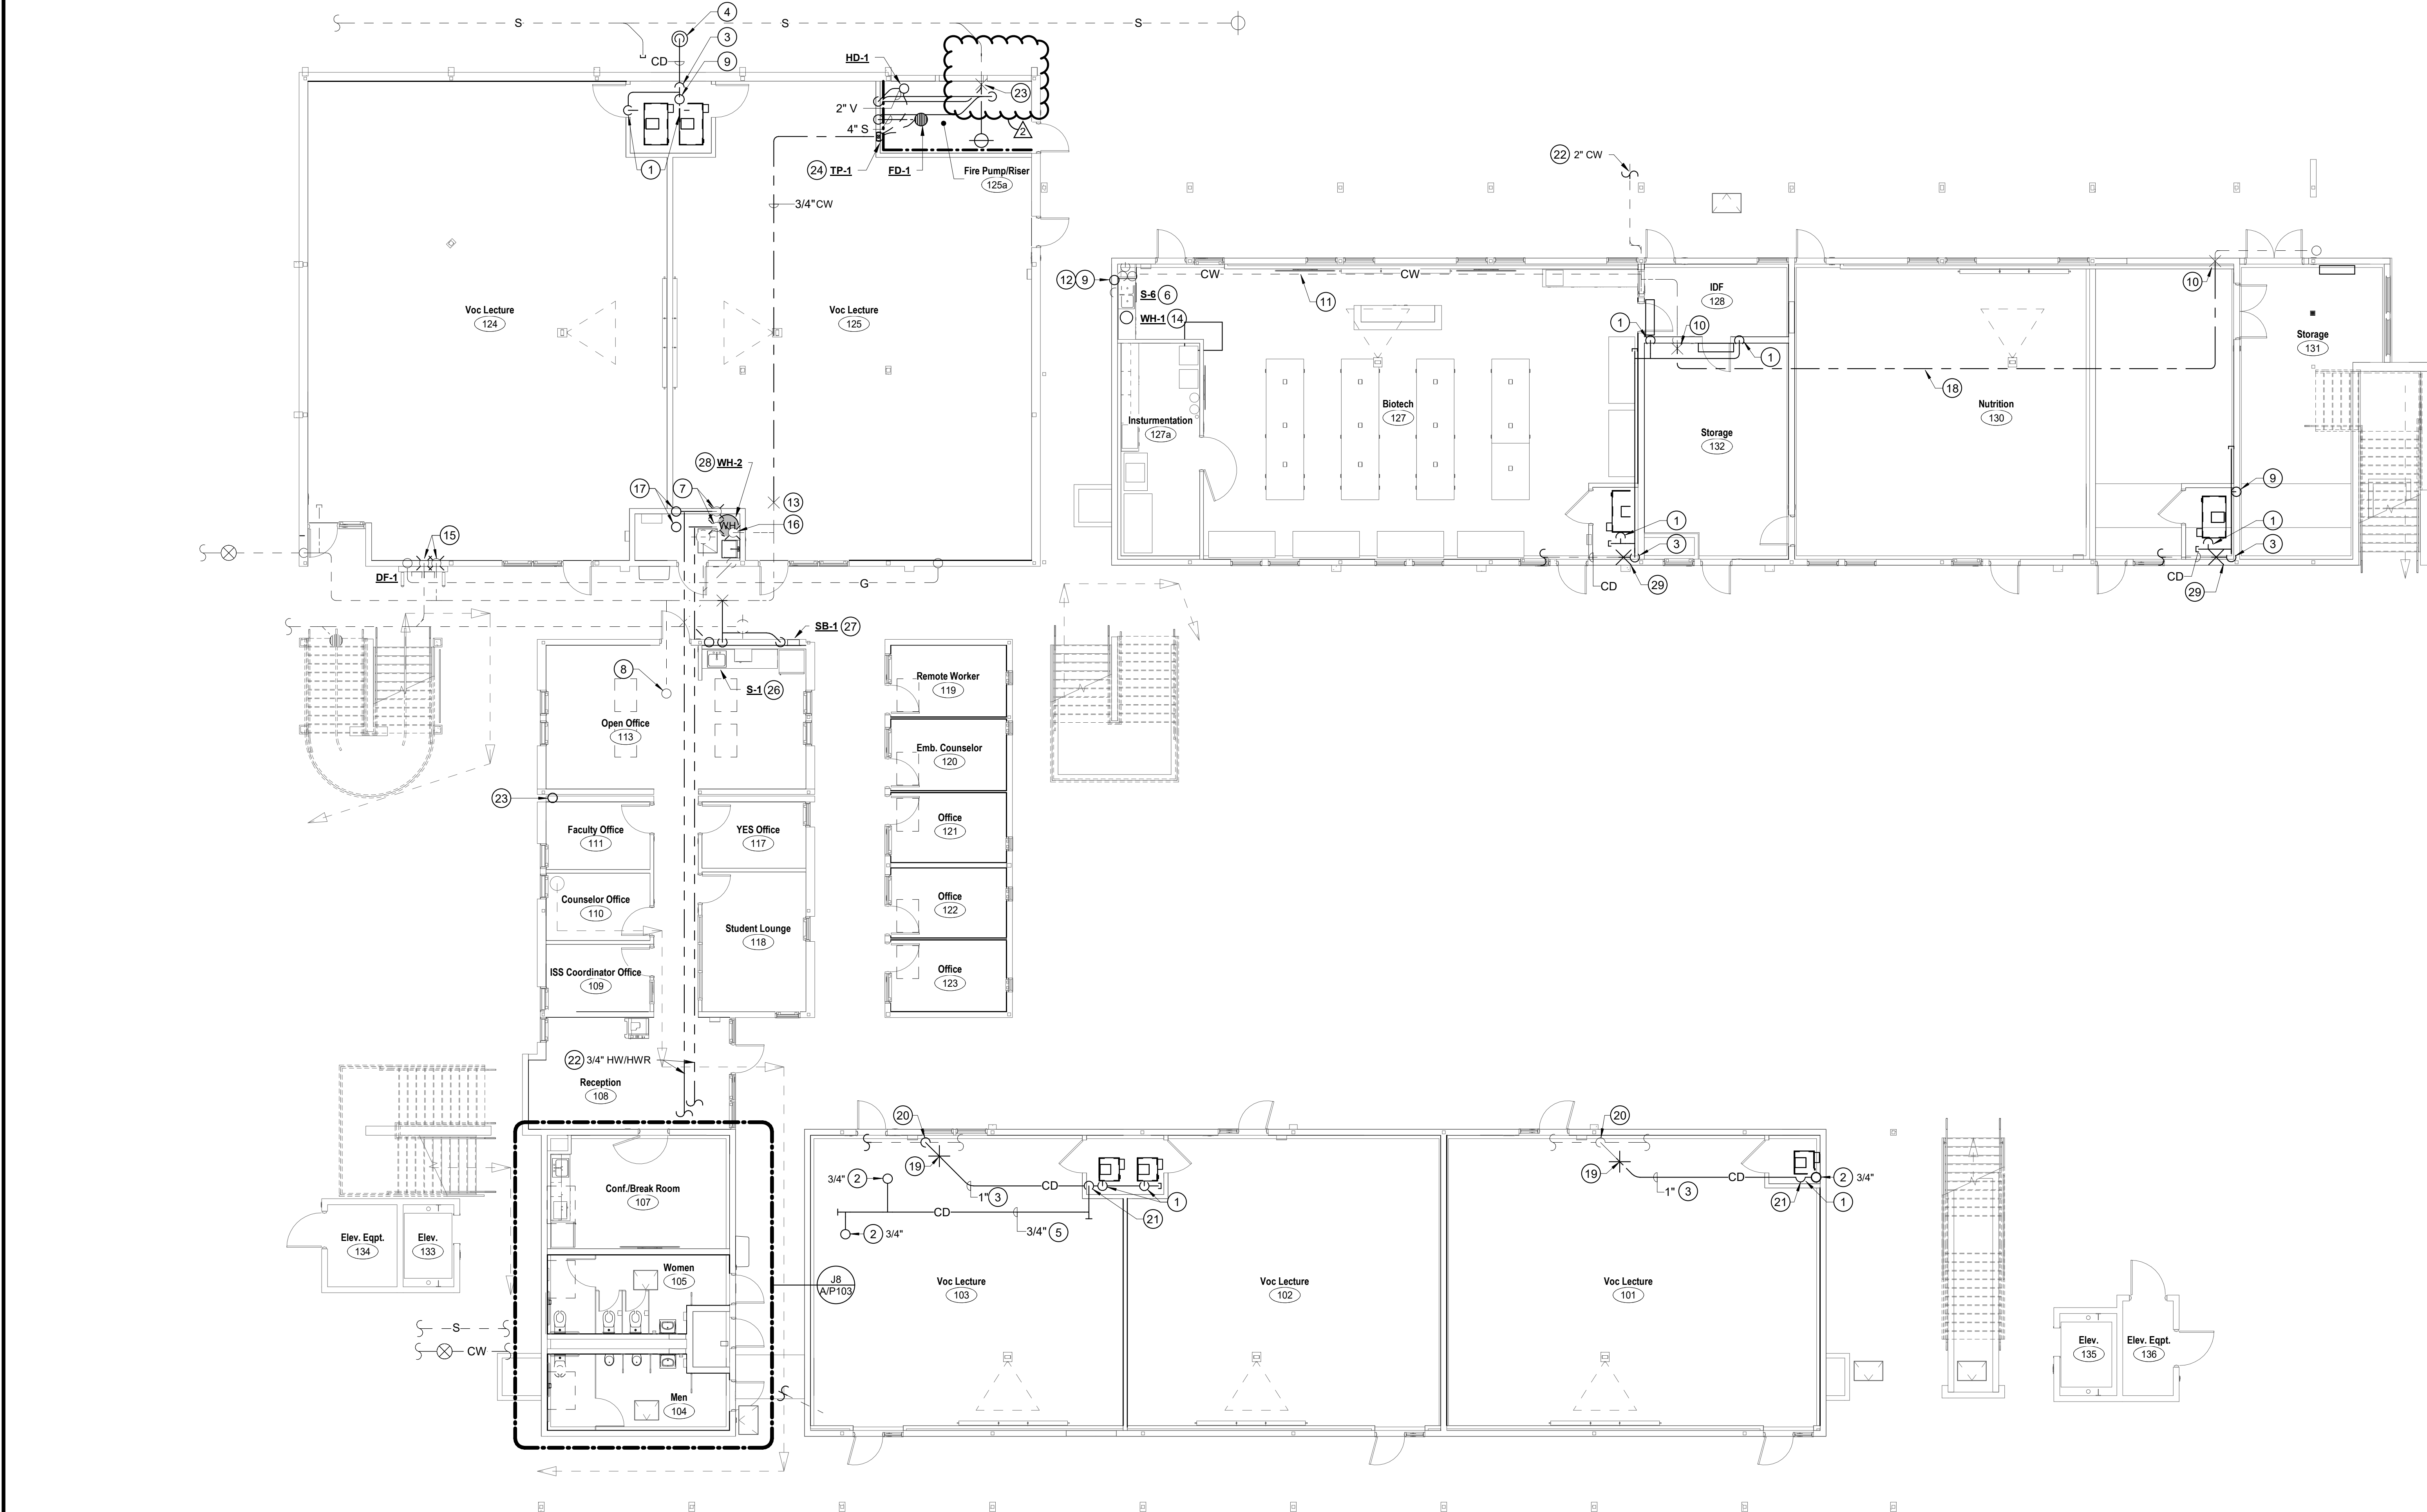 S
S
S
4
3
CD
9
HD-1
23
2" V
4" S
2
1
24 TP-1
FD-1
Fire Pump/Riser
125a
22 2" CW
3/4"CW
12 9
CW
CW
S-6 6
11
WH-1 14
IDF
128
10
10
Voc Lecture
124
Voc Lecture
125
1
1
Storage
131
18
Biotech
127
Nutrition
130
Insturmentation
127a
Storage
132
28 WH-2
17
7
13
WH
16
9
1
1
15
3
3
DF-1
G
CD
29
CD
29
SB-1 27
8
S-1 26
Remote Worker
119
Open Office
113
Emb. Counselor
120
23
Faculty Office
111
YES Office
117
Office
121
Counselor Office
110
Office
122
Student Lounge
118
ISS Coordinator Office
109
Office
123
22 3/4" HW/HWR
Reception
108
20
20
19
19
3/4" 2
2 3/4"
Conf./Break Room
107
CD
1" 3
1
CD
1" 3
21
1
CD
21
2 3/4"
3/4" 5
Elev. Eqpt.
134
Elev.
133
Women
105
J8
A/P103
Voc Lecture
103
Voc Lecture
102
Voc Lecture
101
S
CW
Elev.
135
Elev. Eqpt.
136
Men
104